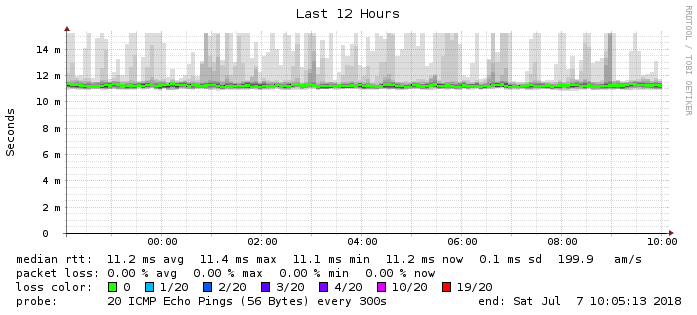 Last 12 Hours
RRDTOOL / TOBI OETIKER
Seconds
14 m
12 m
10 m
8 m
6 m
4 m
2 m
0
00:00 02:00 04:00 06:00 08:00 10:00
median rtt: 11.2 ms avg 11.4 ms max 11.1 ms min 11.2 ms now 0.1 ms sd 199.9 am/s
packet loss: 0.00 % avg 0.00 % max 0.00 % min 0.00 % now
loss color: 0 1/20 2/20 3/20 4/20 10/20 19/20
probe: 20 ICMP Echo Pings (56 Bytes) every 300s end: Sat Jul 7 10:05:13 2018